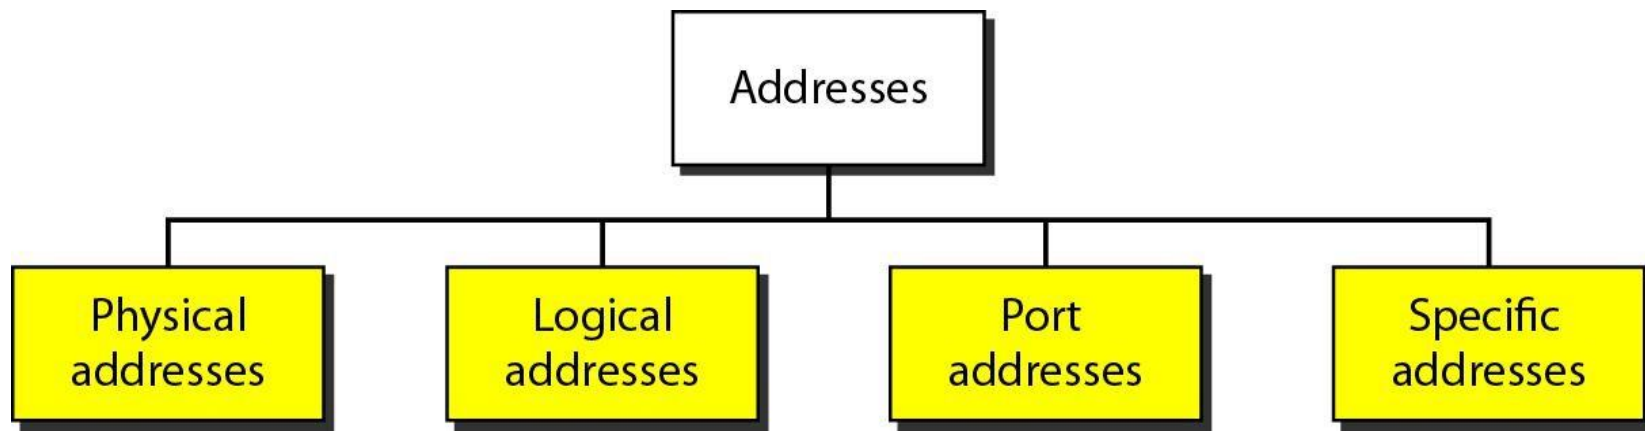 Addresses
Physical
addresses
Logical
addresses
Port
addresses
Specific
addresses